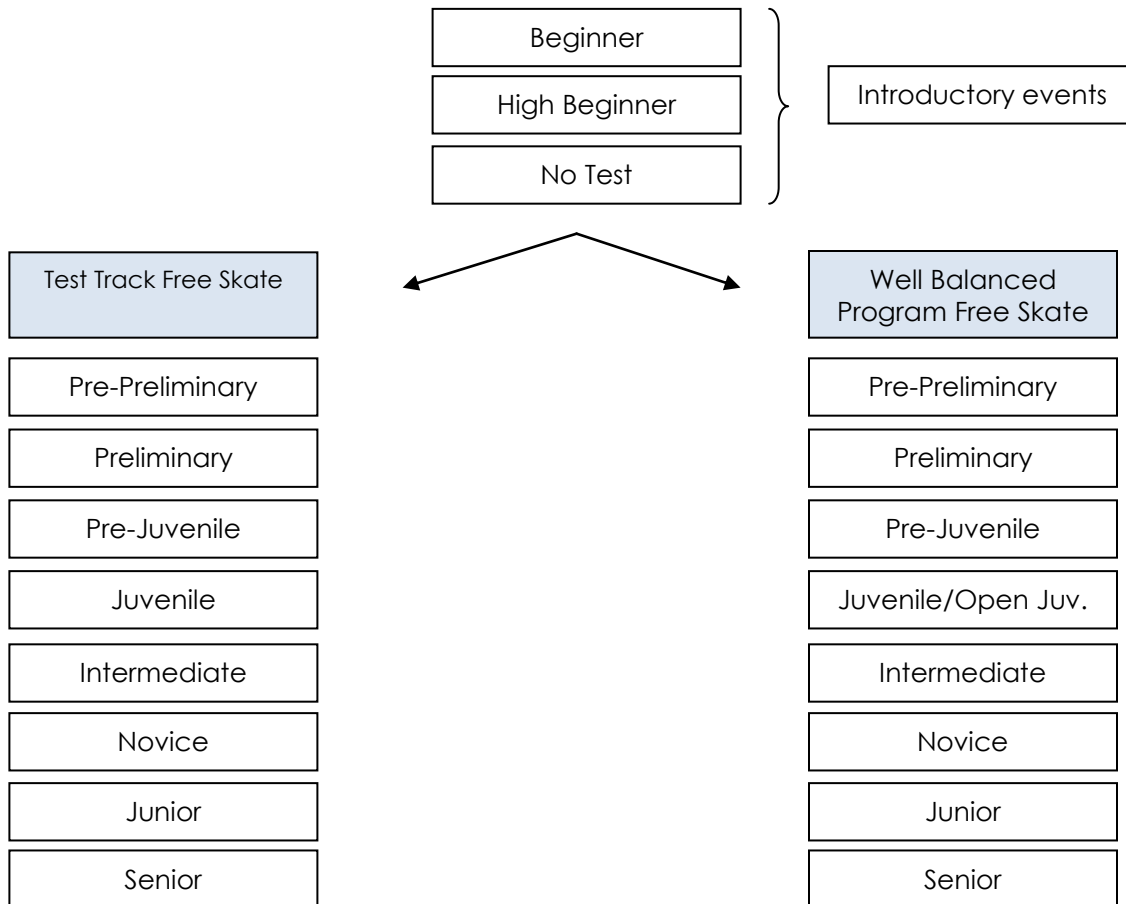 Beginner
High Beginner
No Test
Introductory events
Test Track Free Skate
Pre-Preliminary
Preliminary
Pre-Juvenile
Juvenile
Intermediate
Novice
Junior
Senior
Well Balanced
Program Free Skate
Pre-Preliminary
Preliminary
Pre-Juvenile
Juvenile/Open Juv.
Intermediate
Novice
Junior
Senior